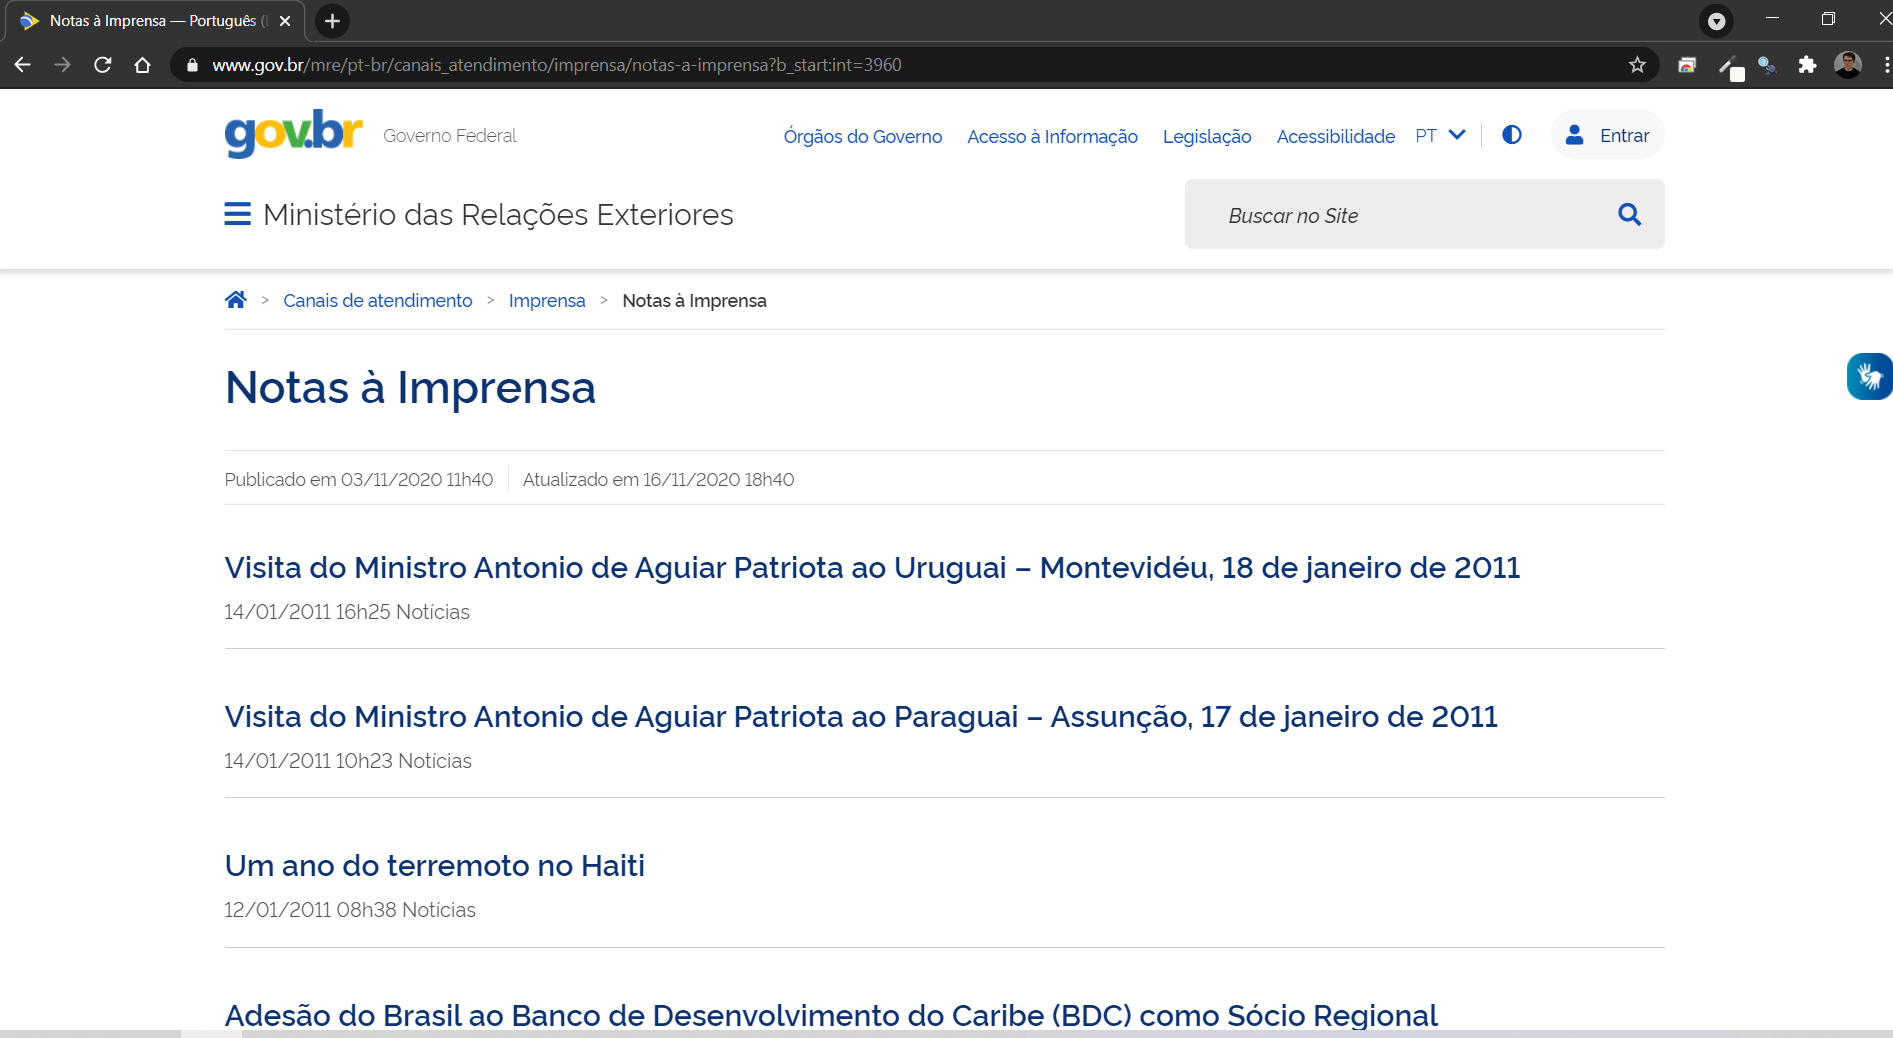 Notas à Imprensa — Português (
www.gov.br/mre/pt-br/canais_atendimento/imprensa/notas-a-imprensa?b_start:int=3960
gov.br Governo Federal
Órgãos do Governo Acesso à Informação Legislação Acessibilidade PT Entrar
Ministério das Relações Exteriores
Buscar no Site
> Canais de atendimento > Imprensa > Notas à Imprensa
Notas à Imprensa
Publicado em 03/11/2020 11h40 Atualizado em 16/11/2020 18h40
Visita do Ministro Antonio de Aguiar Patriota ao Uruguai – Montevidéu, 18 de janeiro de 2011
14/01/2011 16h25 Notícias
Visita do Ministro Antonio de Aguiar Patriota ao Paraguai – Assunção, 17 de janeiro de 2011
14/01/2011 10h23 Notícias
Um ano do terremoto no Haiti
12/01/2011 08h38 Notícias
Adesão do Brasil ao Banco de Desenvolvimento do Caribe (BDC) como Sócio Regional